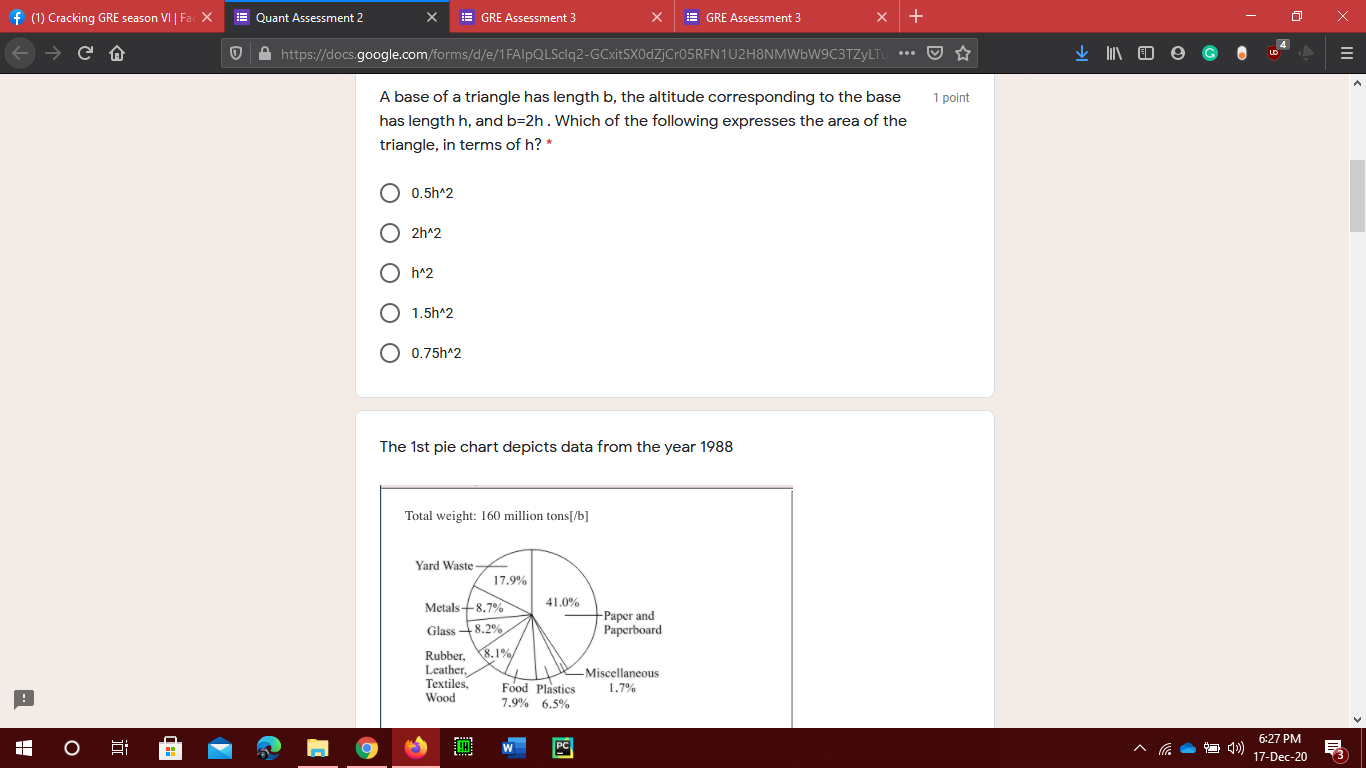 (1) Cracking GRE season VI | Fa
Quant Assessment 2
GRE Assessment 3
GRE Assessment 3
https://docs.google.com/forms/d/e/1FAIpQLSclq2-GCxitSX0dZjCr05RFN1U2H8NMWbW9C3TZyLTu
4
A base of a triangle has length b, the altitude corresponding to the base
has length h, and b=2h . Which of the following expresses the area of the
triangle, in terms of h? *
1 point
0.5h^2
2h^2
h^2
1.5h^2
0.75h^2
The 1st pie chart depicts data from the year 1988
Total weight: 160 million tons[/b]
Yard Waste
17.9%
Metals
8.7%
41.0%
Paper and
Paperboard
Glass
8.2%
Rubber,
Leather,
Textiles,
Wood
8.1%
Food
7.9%
Plastics
6.5%
Miscellaneous
1.7%
6:27 PM
17-Dec-20
3